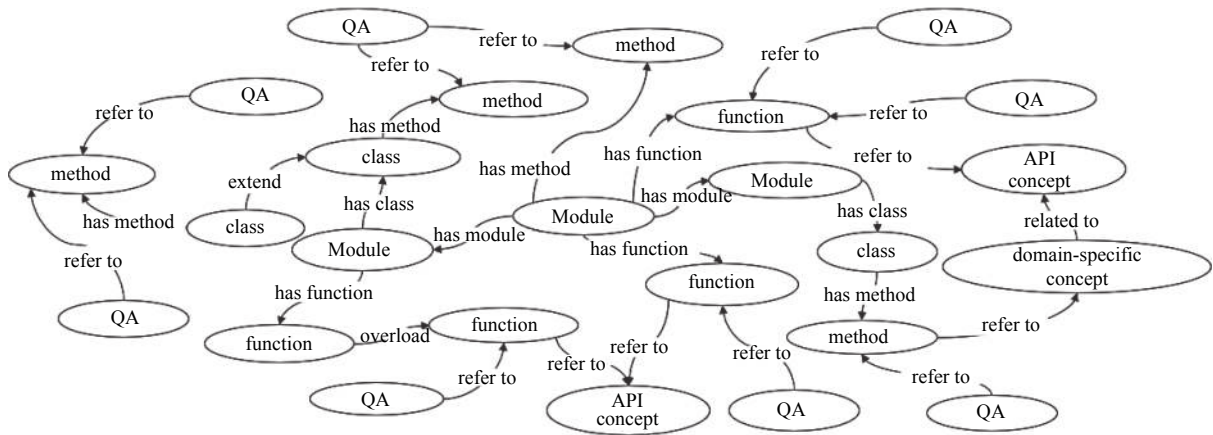 QA
refer to
method
QA
refer to
refer to
method
QA
refer to
QA
refer to
function
has method
class
method
has method
has function
refer to
API
concept
extend
has method
has module
Module
class
has class
Module
has class
related to
Module
has module
has function
class
domain-specific
concept
refer to
has function
function
has method
QA
function
overload
function
refer to
refer to
refer to
method
refer to
refer to
QA
API
concept
QA
refer to
QA